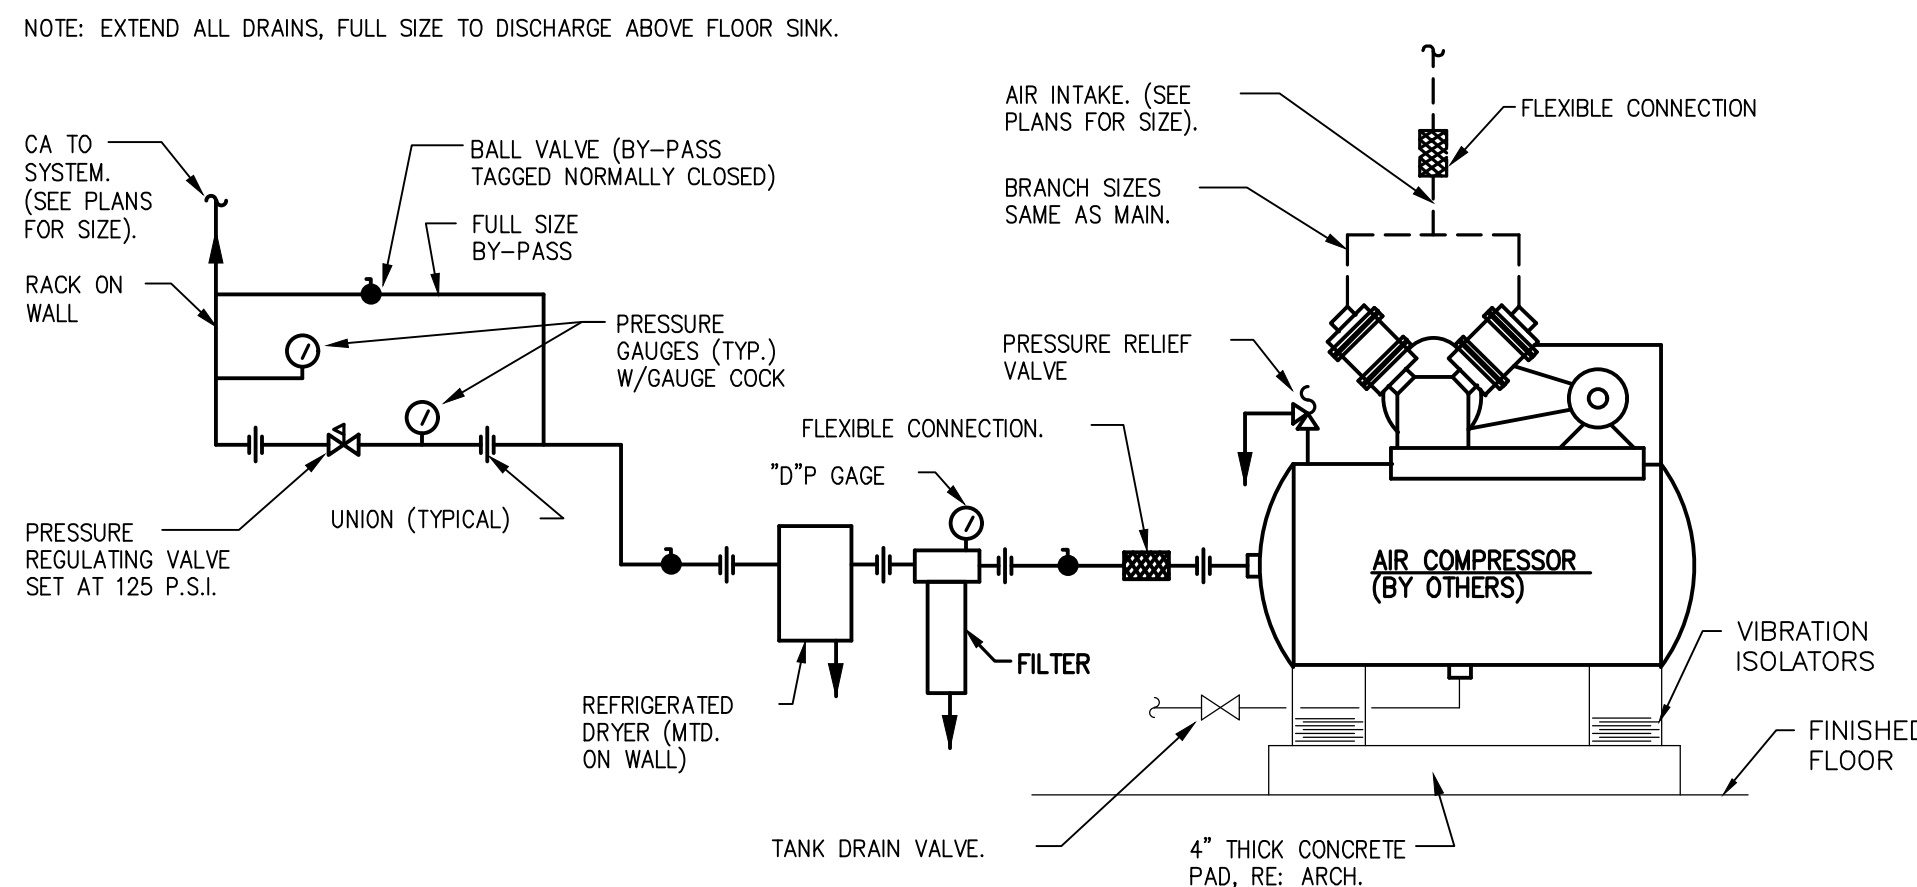 NOTE: EXTEND ALL DRAINS, FULL SIZE TO DISCHARGE ABOVE FLOOR SINK.
CA TO
SYSTEM.
(SEE PLANS
FOR SIZE).
RACK ON
WALL
BALL VALVE (BY-PASS
TAGGED NORMALLY CLOSED)
FULL SIZE
BY-PASS
PRESSURE
GAUGES (TYP.)
W/GAUGE COCK
PRESSURE
REGULATING VALVE
SET AT 125 P.S.I.
UNION (TYPICAL)
AIR INTAKE. (SEE
PLANS FOR SIZE).
FLEXIBLE CONNECTION
BRANCH SIZES
SAME AS MAIN.
PRESSURE RELIEF
VALVE
FLEXIBLE CONNECTION.
"D"P GAGE
AIR COMPRESSOR
(BY OTHERS)
FILTER
REFRIGERATED
DRYER (MTD.
ON WALL)
VIBRATION
ISOLATORS
FINISHED
FLOOR
TANK DRAIN VALVE.
4" THICK CONCRETE
PAD, RE: ARCH.